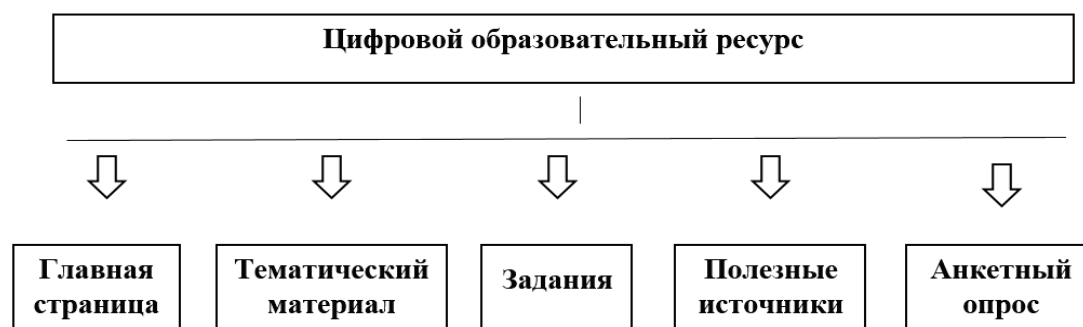 Цифровой образовательный ресурс
Главная
страница
Тематический
материал
Задания
Полезные
источники
Анкетный
опрос